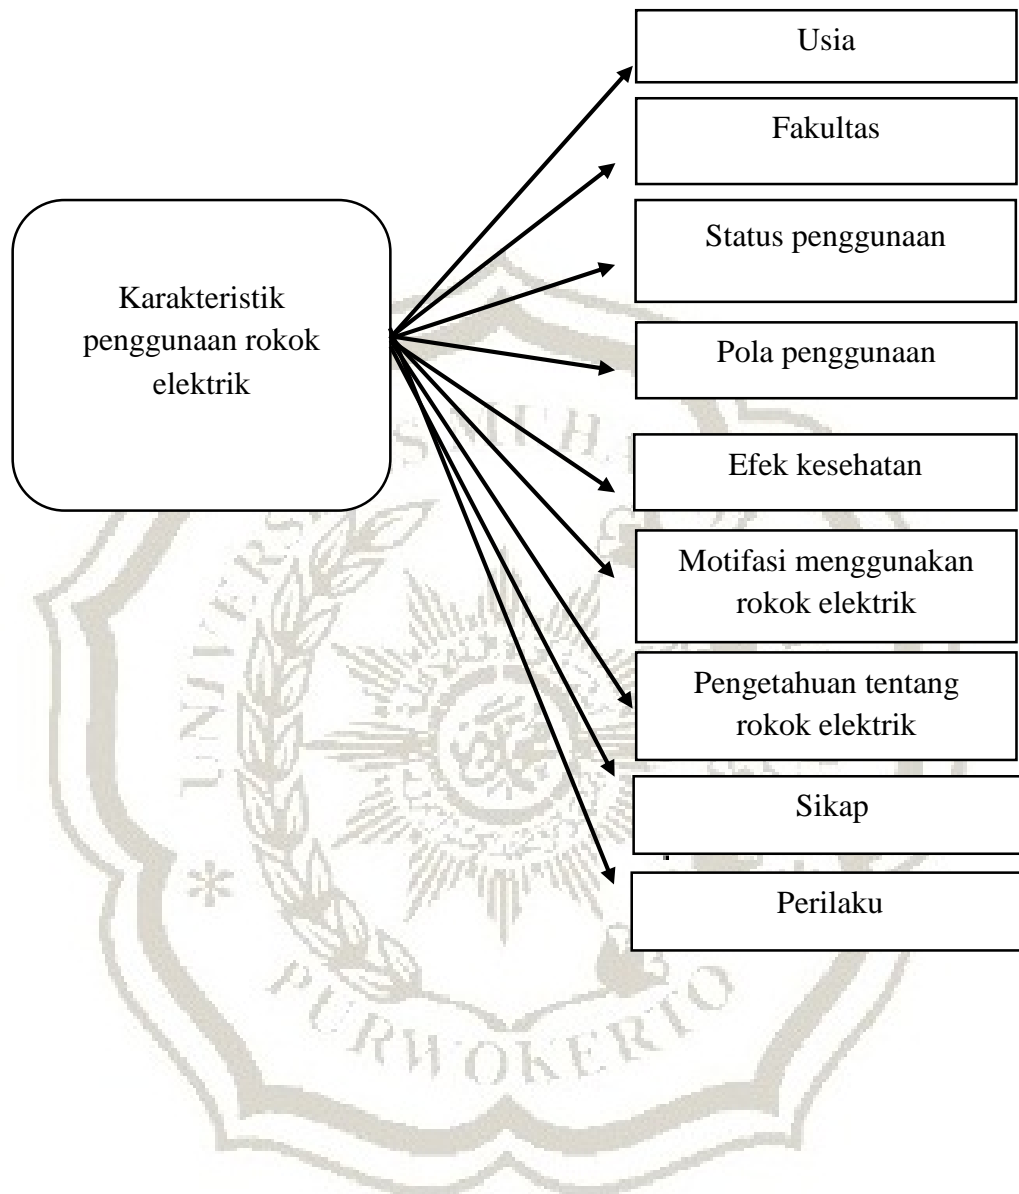 Usia
Fakultas
Status penggunaan
Karakteristik
penggunaan rokok
elektrik
Pola penggunaan
Efek kesehatan
Motifasi menggunakan
rokok elektrik
Pengetahuan tentang
rokok elektrik
Sikap
Perilaku
PURWOKERTO